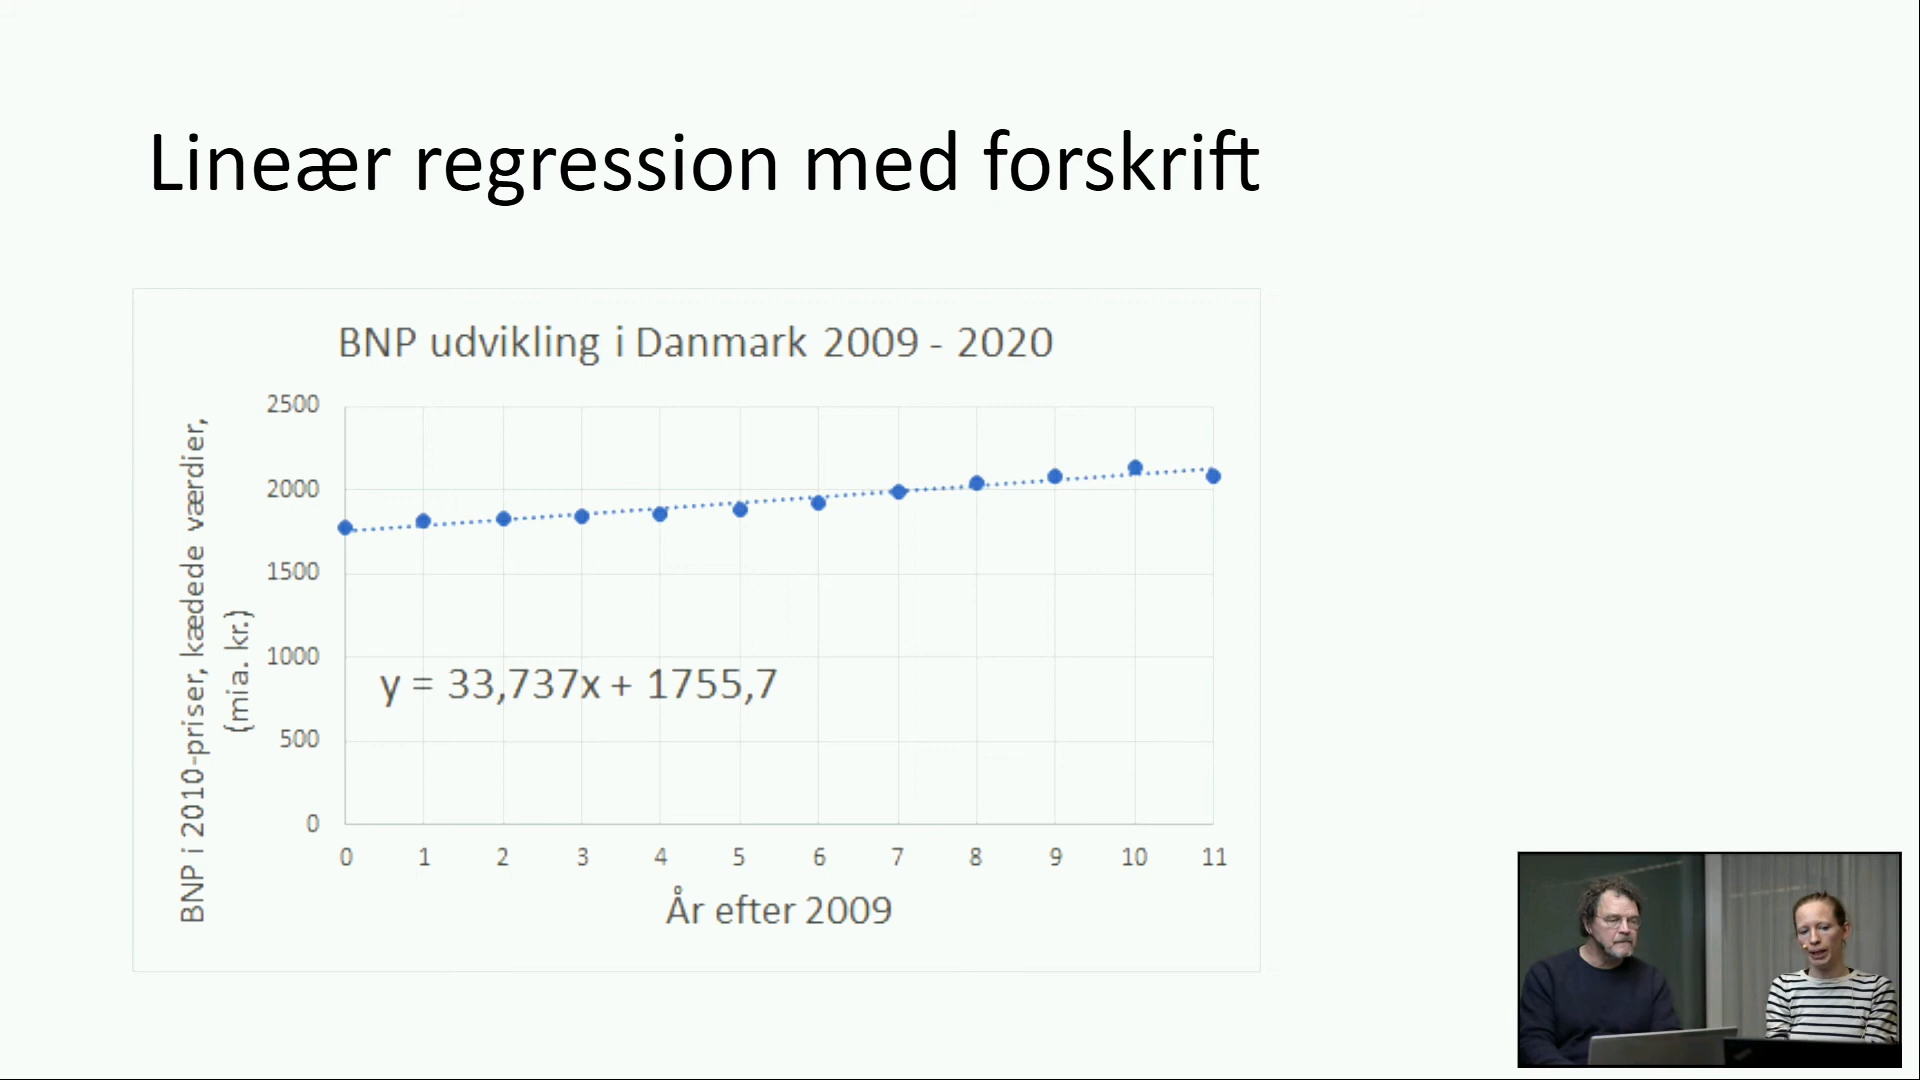 Lineær regression med forskrift
BNP udvikling i Danmark 2009 - 2020
BNP i 2010-priser, kædede værdier,
(mia. kr.)
2500
2000
1500
1000
500
0
y = 33,737x + 1755,7
0 1 2 3 4 5 6 7 8 9 10 11
År efter 2009